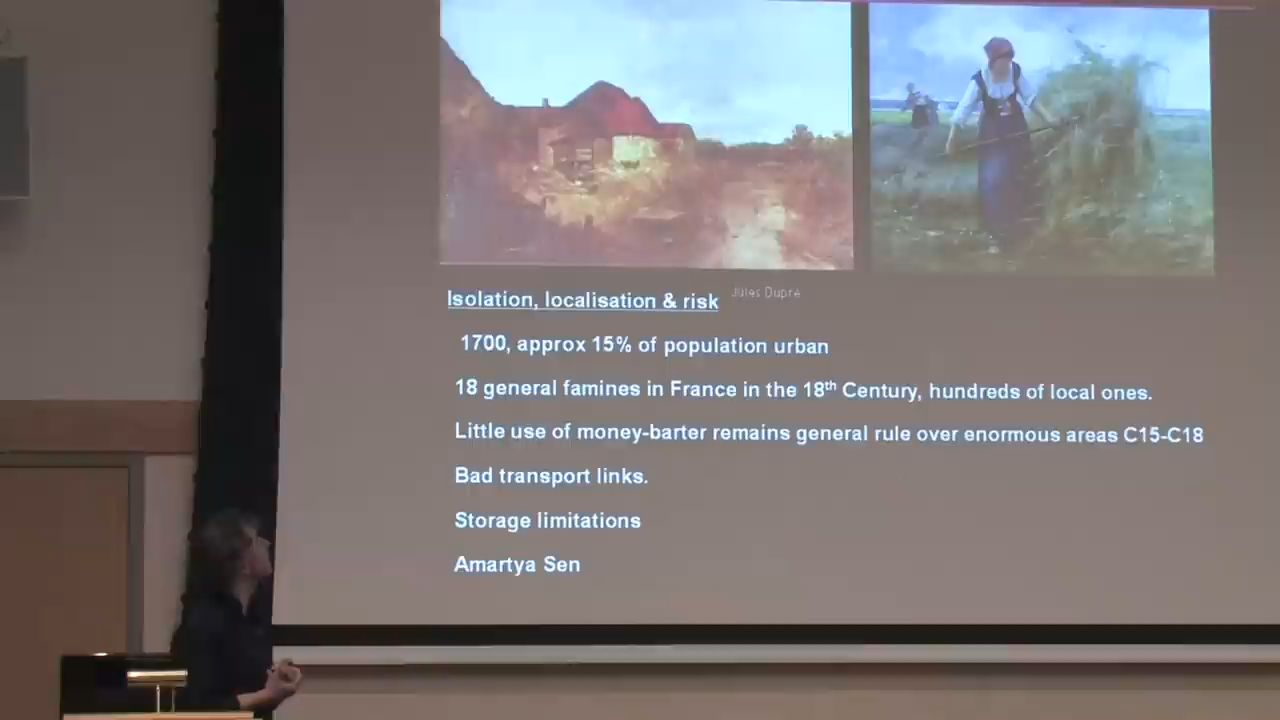 Jules Dupré
Isolation, localisation & risk
1700, approx 15% of population urban
18 general famines in France in the 18th Century, hundreds of local ones.
Little use of money-barter remains general rule over enormous areas C15-C18
Bad transport links.
Storage limitations
Amartya Sen